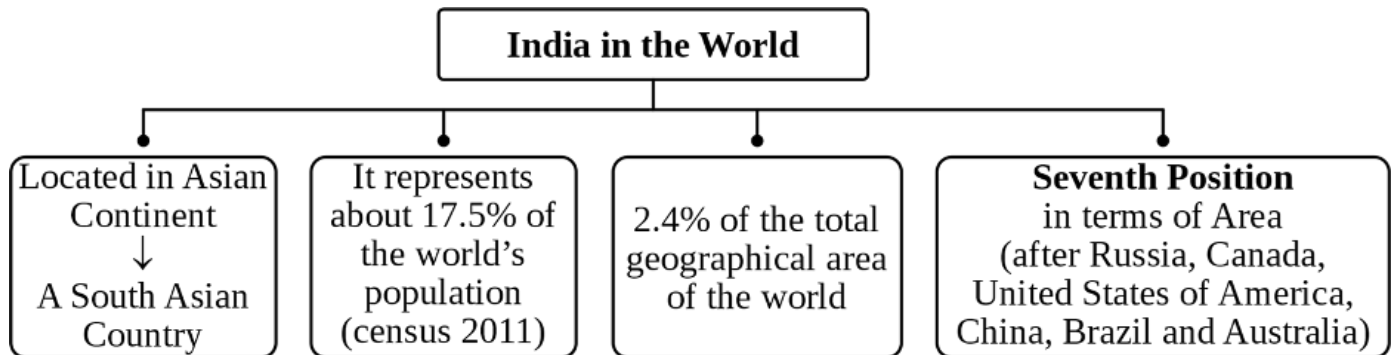 India in the World
Located in Asian
Continent
↓
A South Asian
Country
It represents
about 17.5% of
the world’s
population
(census 2011)
2.4% of the total
geographical area
of the world
Seventh Position
in terms of Area
(after Russia, Canada,
United States of America,
China, Brazil and Australia)